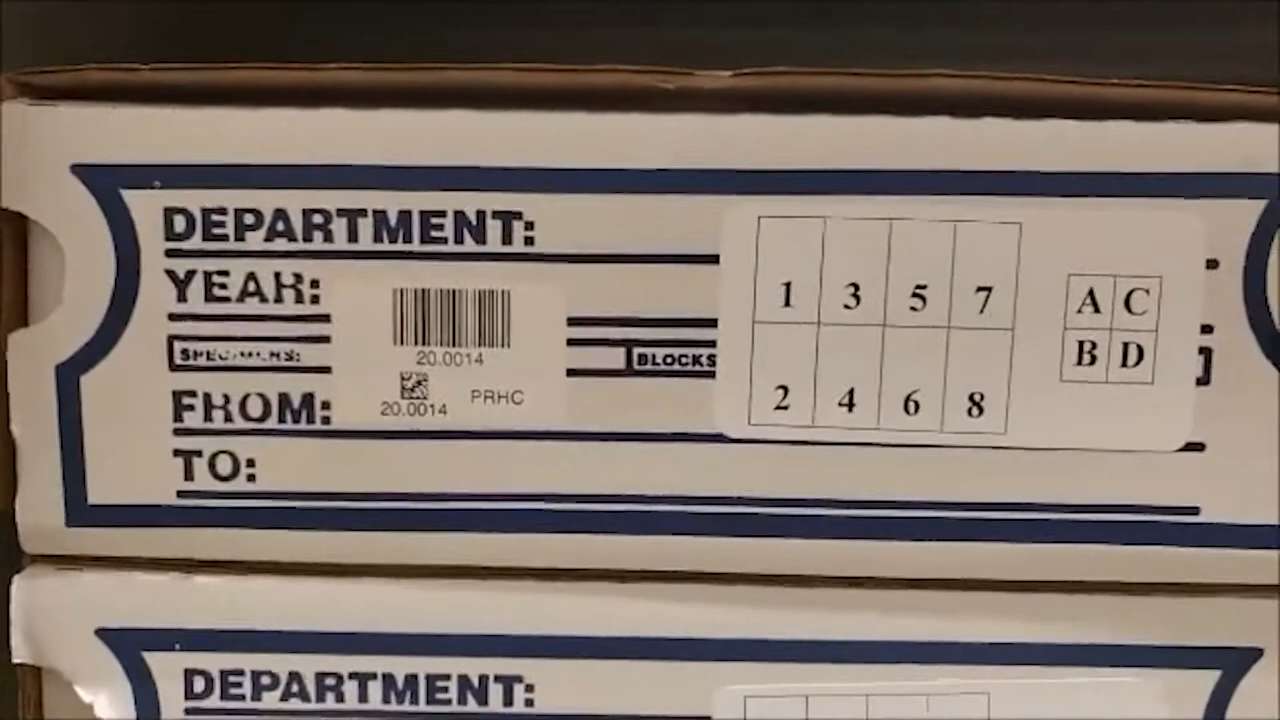 DEPARTMENT:
YEAR:
SPECIMENS:
BLOCKS
FROM:
TO:
20.0014
20.0014
PRHC
1 3 5 7
2 4 6 8
A C
B D
DEPARTMENT: